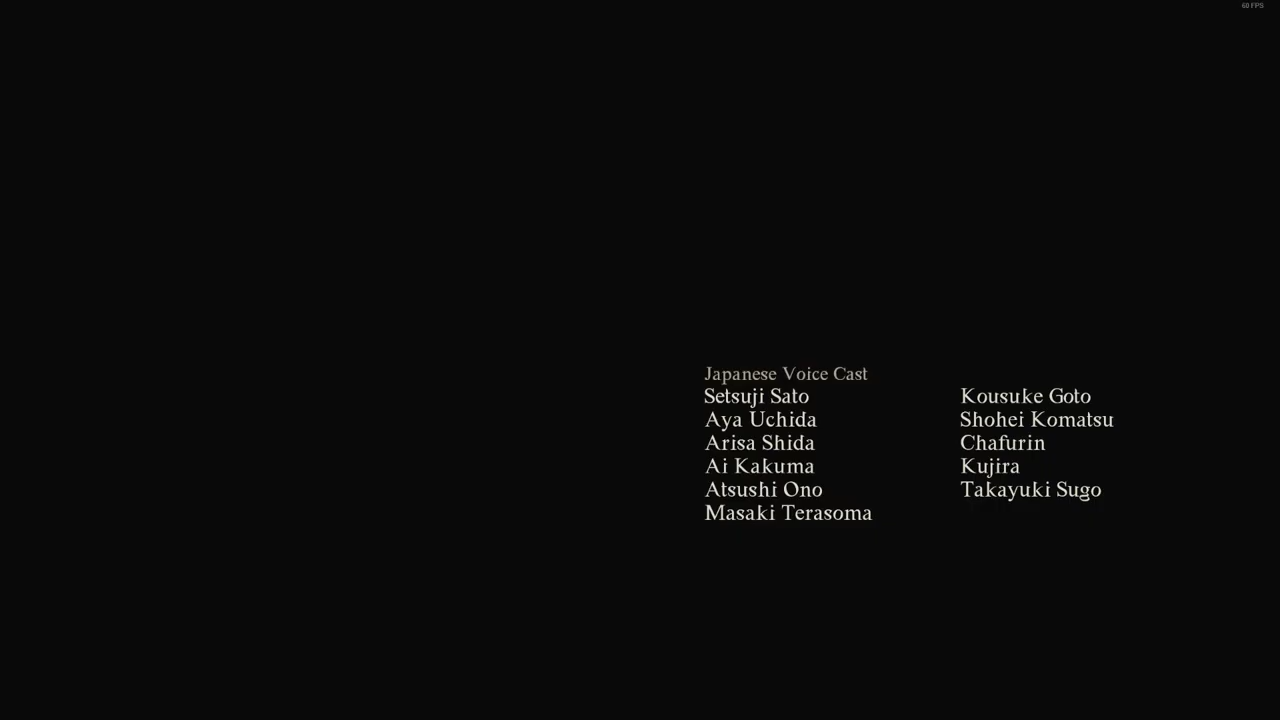 60 FPS
Japanese Voice Cast
Setsuji Sato
Aya Uchida
Arisa Shida
Ai Kakuma
Atsushi Ono
Masaki Terasoma
Kousuke Goto
Shohei Komatsu
Chafurin
Kujira
Takayuki Sugo